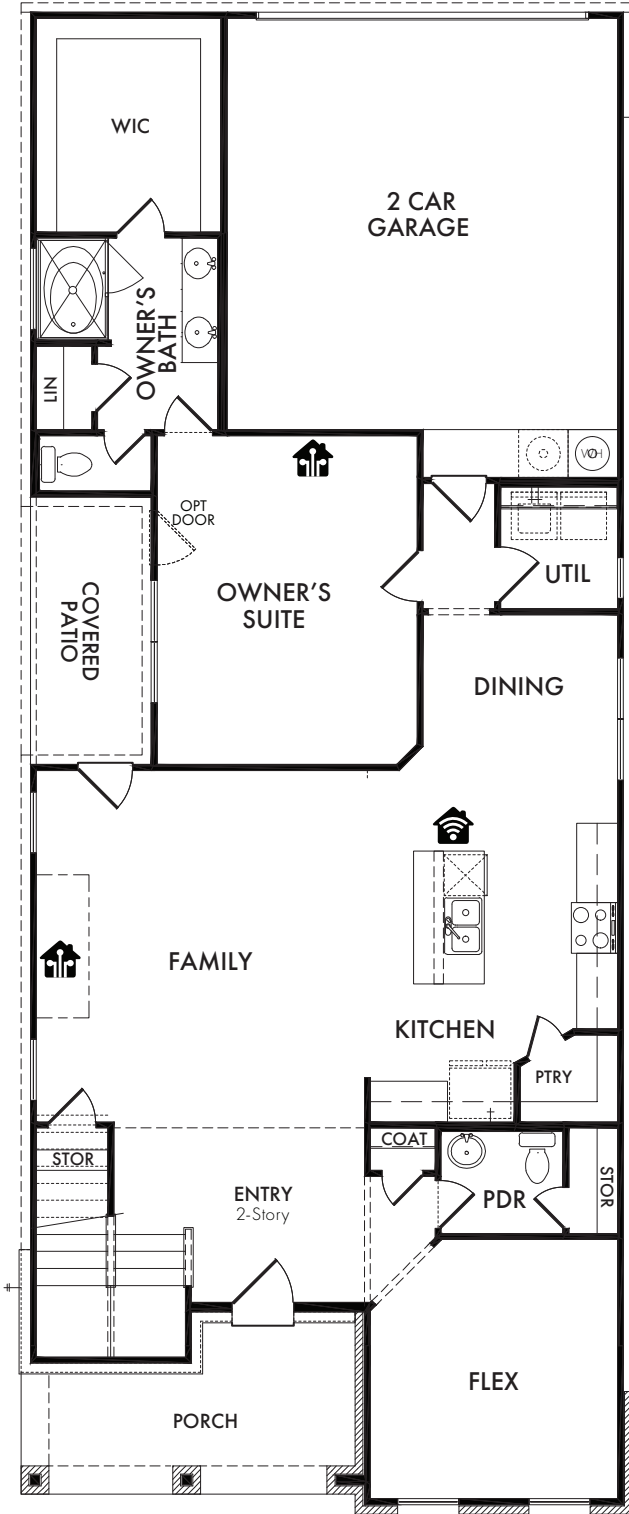 WIC
2 CAR
GARAGE
OWNER'S
BATH
LIN
WH
OPT
DOOR
OWNER'S
SUITE
UTIL
COVERED
PATIO
DINING
FAMILY
KITCHEN
PTRY
STOR
COAT
ENTRY
2-Story
PDR
STOR
FLEX
PORCH